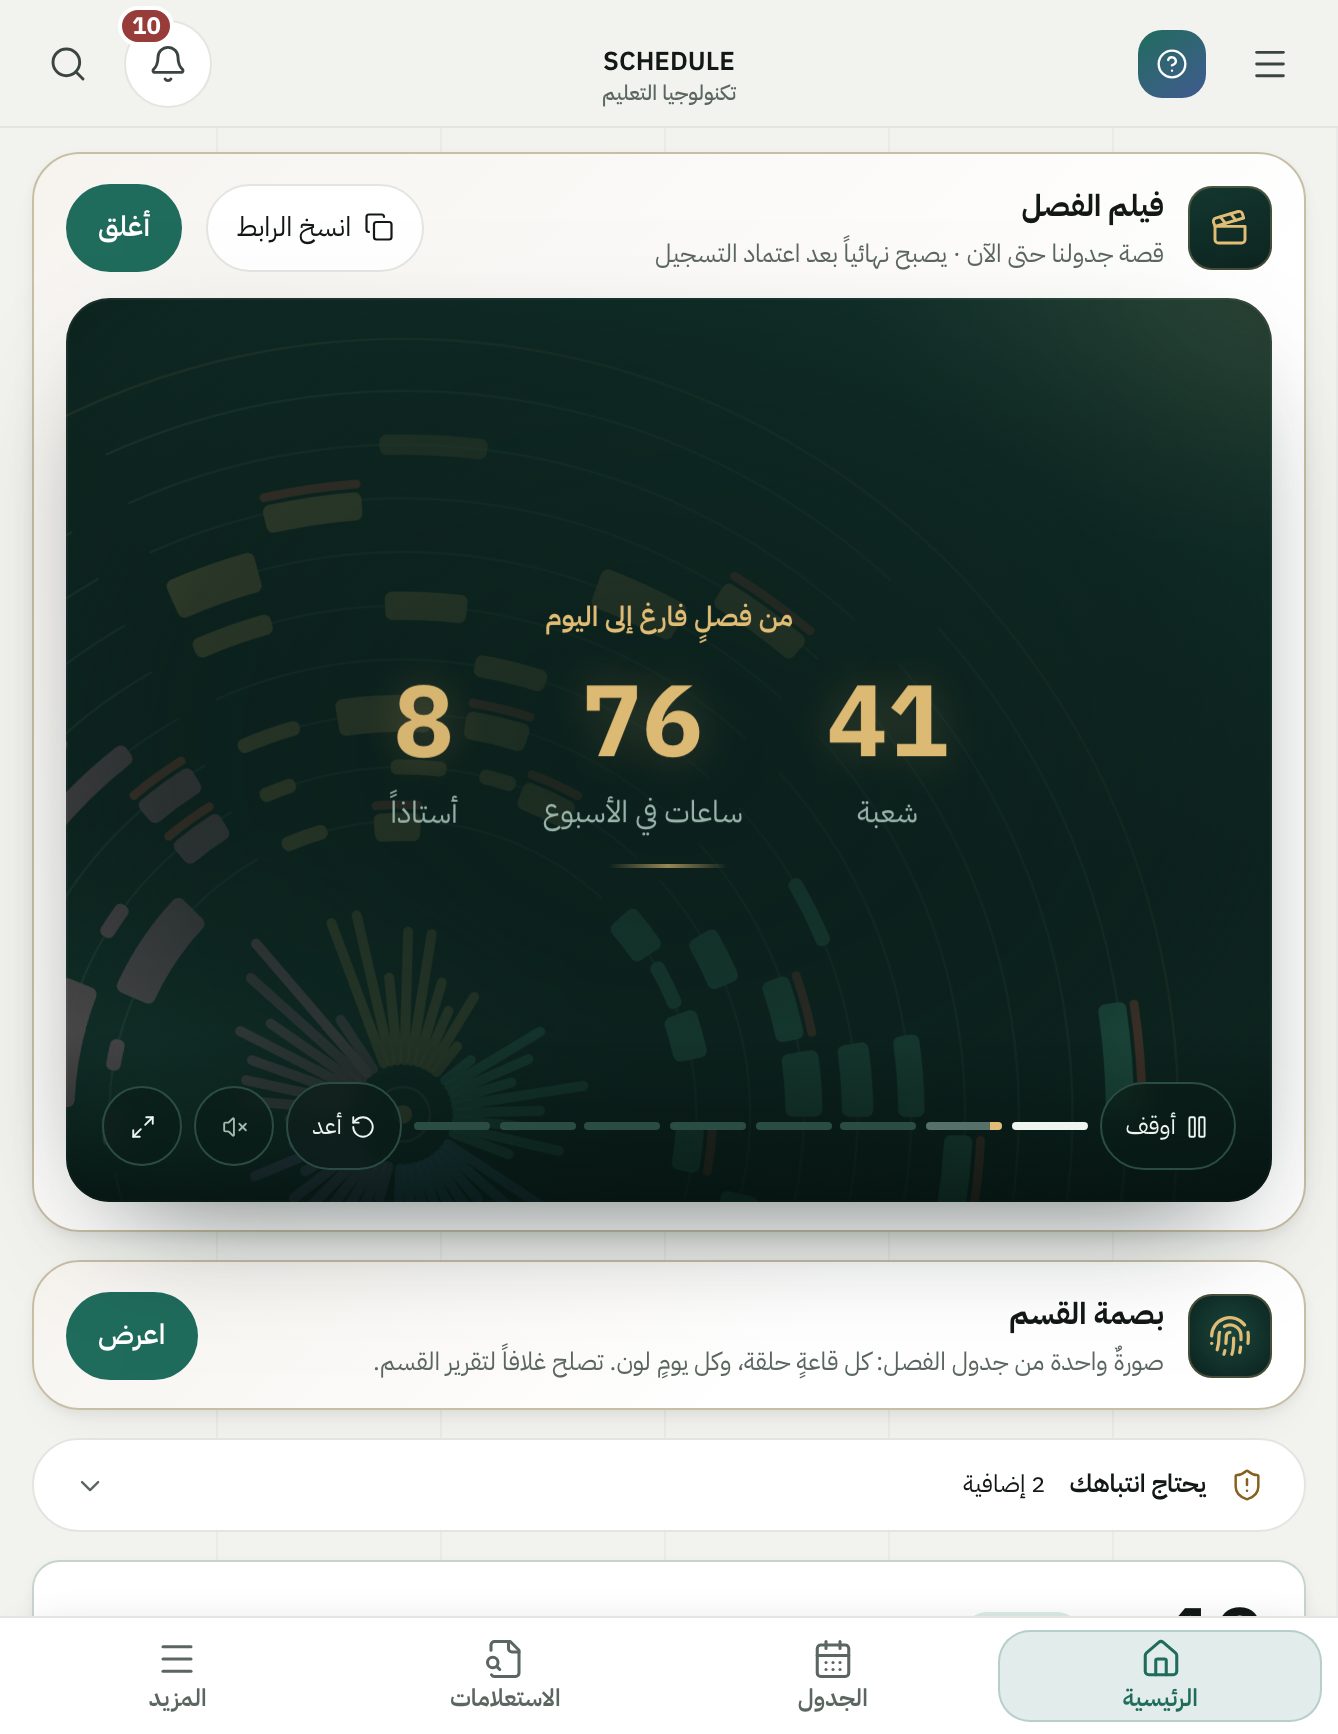 10
SCHEDULE
تكنولوجيا التعليم
فيلم الفصل
قصة جدولنا حتى الآن · يصبح نهائياً بعد اعتماد التسجيل
انسخ الرابط
أغلق
من فصلٍ فارغ إلى اليوم
41 76 8
شعبة ساعات في الأسبوع أستاذاً
أوقف
أعد
بصمة القسم
صورةٌ واحدة من جدول الفصل: كل قاعةٍ حلقة، وكل يومٍ لون. تصلح غلافاً لتقرير القسم.
اعرض
يحتاج انتباهك 2 إضافية
الرئيسية
الجدول
الاستعلامات
المزيد